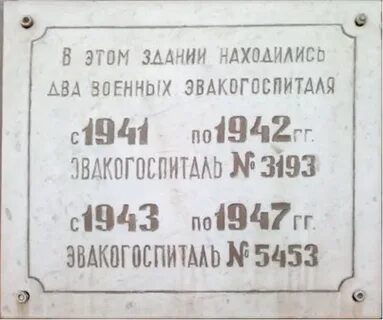 В ЭТОМ ЗДАНИИ НАХОДИЛИСЬ
ДВА ВОЕННЫХ ЭВАКОГОСПИТАЛЯ
С 1941 ПО 1942 ГГ.
ЭВАКОГОСПИТАЛЬ № 3193
С 1943 ПО 1947 ГГ.
ЭВАКОГОСПИТАЛЬ № 5453